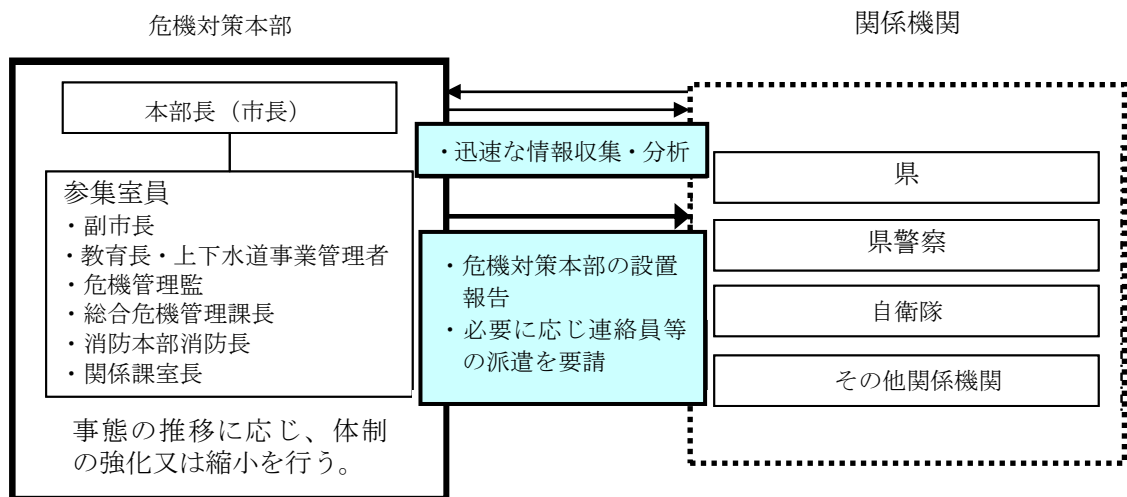 危機対策本部
本部長（市長）
参集室員
・副市長
・教育長・上下水道事業管理者
・危機管理監
・総合危機管理課長
・消防本部消防長
・関係課室長
事態の推移に応じ、体制
の強化又は縮小を行う。
・迅速な情報収集・分析
・危機対策本部の設置
報告
・必要に応じ連絡員等
の派遣を要請
関係機関
県
県警察
自衛隊
その他関係機関